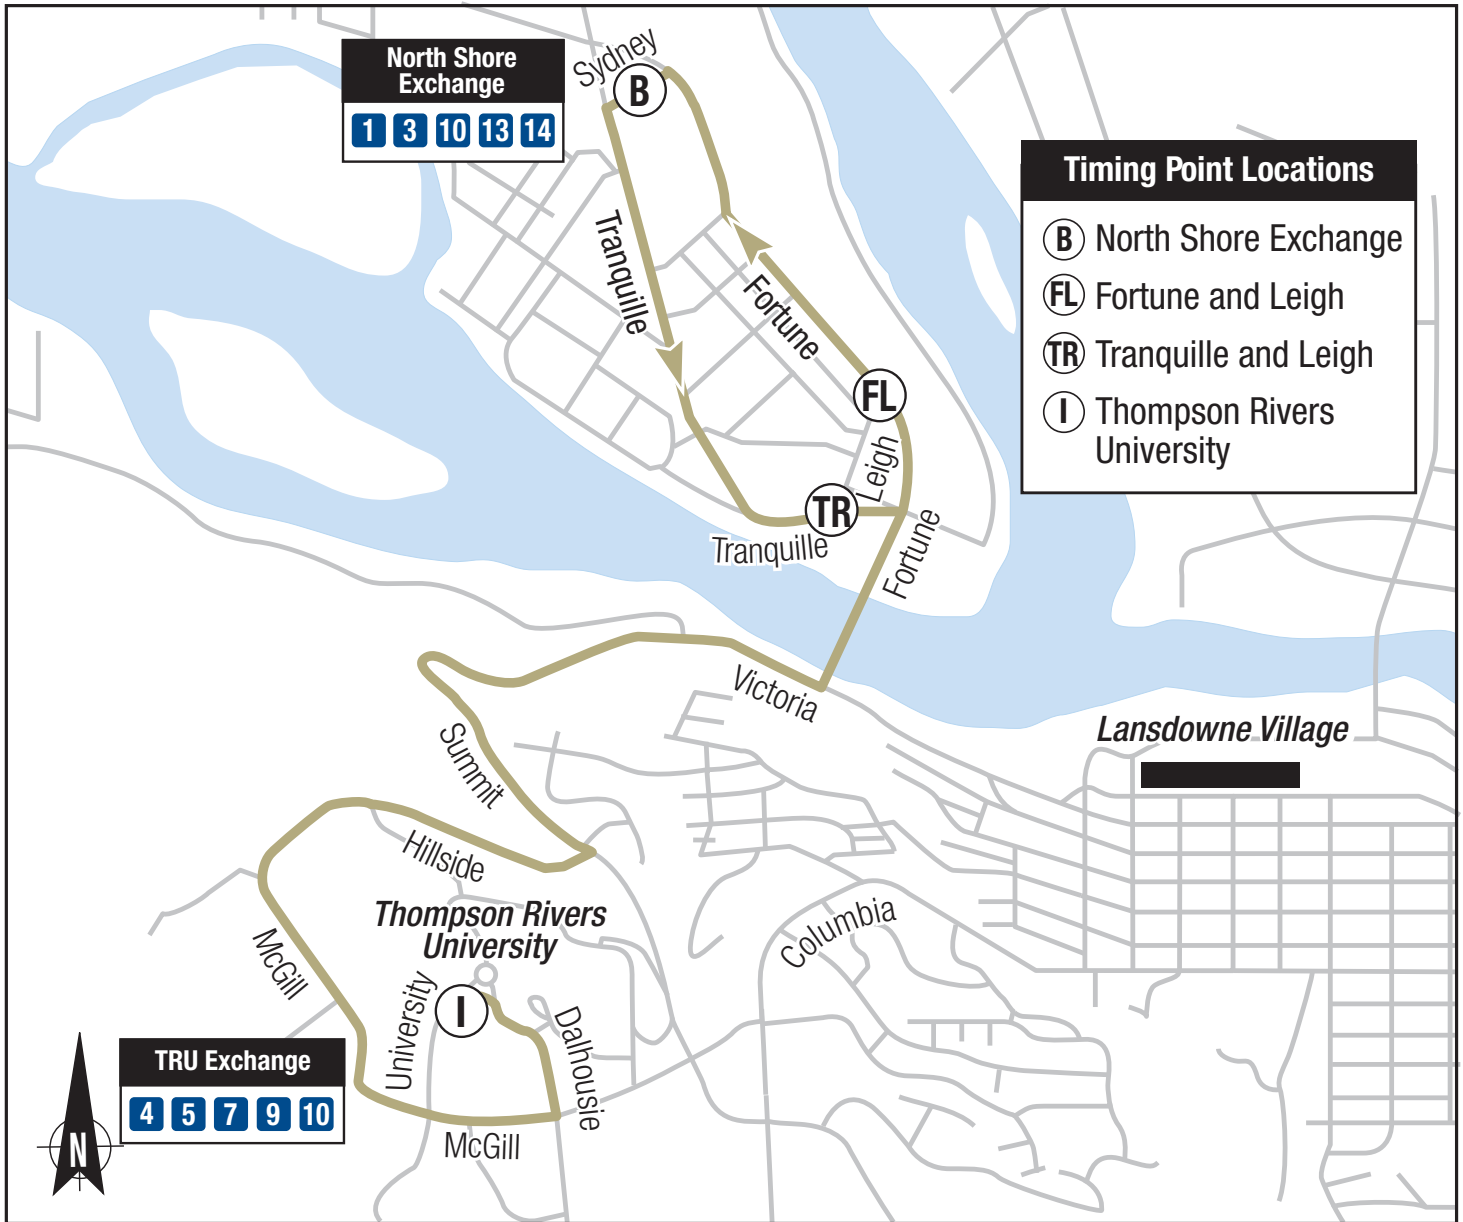 North Shore
Exchange
1 3 10 13 14
Sydney
B
Timing Point Locations
B North Shore Exchange
FL Fortune and Leigh
TR Tranquille and Leigh
I Thompson Rivers
University
Tranquille
Fortune
FL
Leigh
TR
Tranquille
Fortune
Victoria
Lansdowne Village
Summit
Hillside
Thompson Rivers
University
Columbia
McGill
University
I
Dalhousie
TRU Exchange
4 5 7 9 10
McGill
N